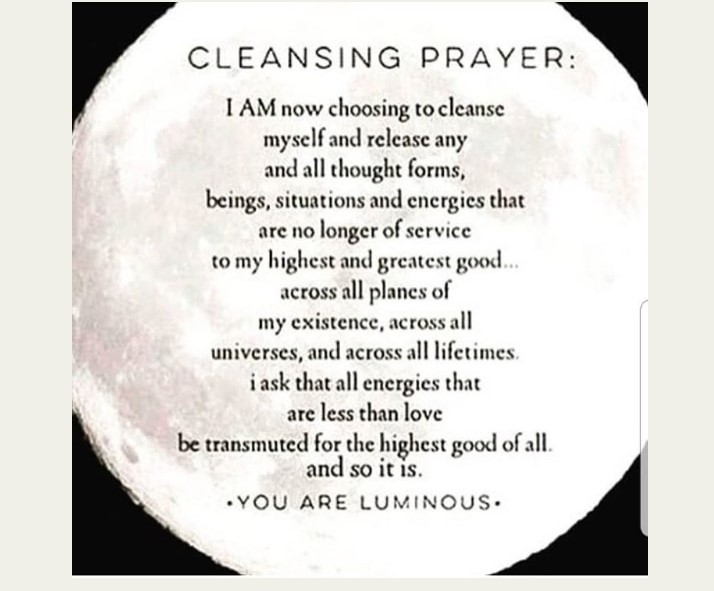 CLEANSING PRAYER:
I AM now choosing to cleanse
myself and release any
and all thought forms,
beings, situations and energies that
are no longer of service
to my highest and greatest good...
across all planes of
my existence, across all
universes, and across all lifetimes.
i ask that all energies that
are less than love
be transmuted for the highest good of all.
and so it is.
•YOU ARE LUMINOUS•